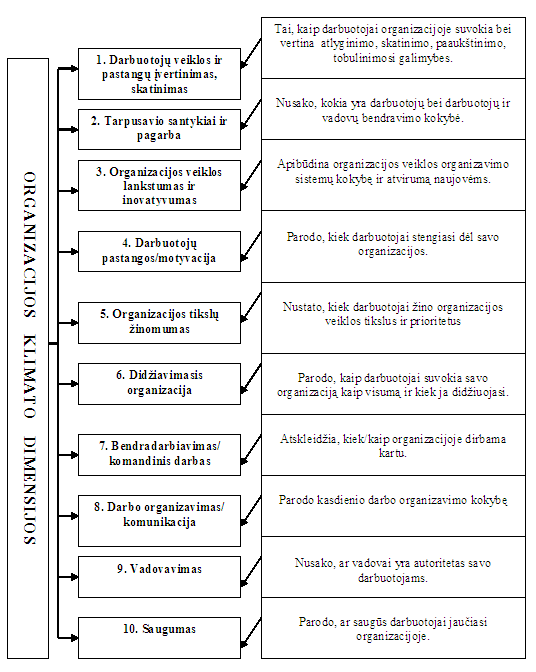 ORGANIZACIJOS KLIMATO DIMENSIJOS
1. Darbuotojų veiklos ir
pastangų įvertinimas,
skatinimas
Tai, kaip darbuotojai organizacijoje suvokia bei
vertina atlyginimo, skatinimo, paaukštinimo,
tobulinimosi galimybes.
2. Tarpusavio santykiai ir
pagarba
Nusako, kokia yra darbuotojų bei darbuotojų ir
vadovų bendravimo kokybė.
3. Organizacijos veiklos
lankstumas ir
inovatyvumas
Apibūdina organizacijos veiklos organizavimo
sistemų kokybę ir atvirumą naujovėms.
4. Darbuotojų
pastangos/motyvacija
Parodo, kiek darbuotojai stengiasi dėl savo
organizacijos.
5. Organizacijos tikslų
žinomumas
Nustato, kiek darbuotojai žino organizacijos
veiklos tikslus ir prioritetus
6. Didžiavimasis
organizacija
Parodo, kaip darbuotojai suvokia savo
organizaciją kaip visumą ir kiek ja didžiuojasi.
7. Bendradarbiavimas/
komandinis darbas
Atskleidžia, kiek/kaip organizacijoje dirbama
kartu.
8. Darbo organizavimas/
komunikacija
Parodo kasdienio darbo organizavimo kokybę
9. Vadovavimas
Nusako, ar vadovai yra autoritetas savo
darbuotojams.
10. Saugumas
Parodo, ar saugūs darbuotojai jaučiasi
organizacijoje.